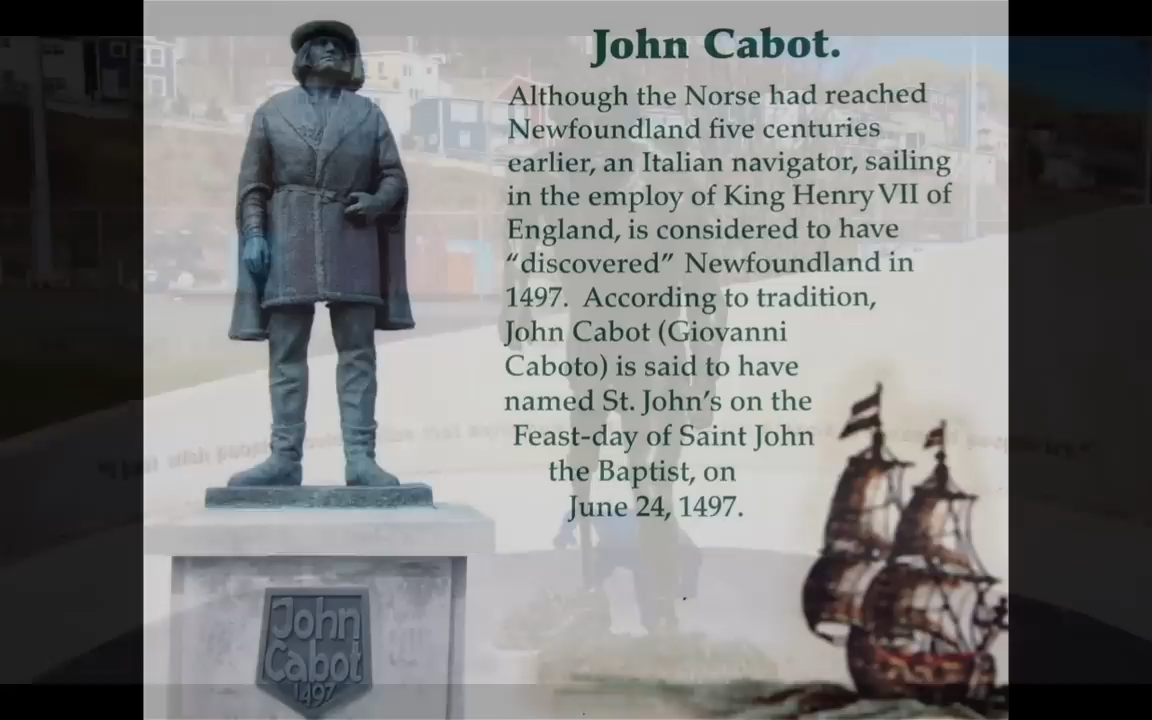 John Cabot.
Although the Norse had reached
Newfoundland five centuries
earlier, an Italian navigator, sailing
in the employ of King Henry VII of
England, is considered to have
“discovered” Newfoundland in
1497. According to tradition,
John Cabot (Giovanni
Caboto) is said to have
named St. John’s on the
Feast-day of Saint John
the Baptist, on
June 24, 1497.
John
Cabot
1497